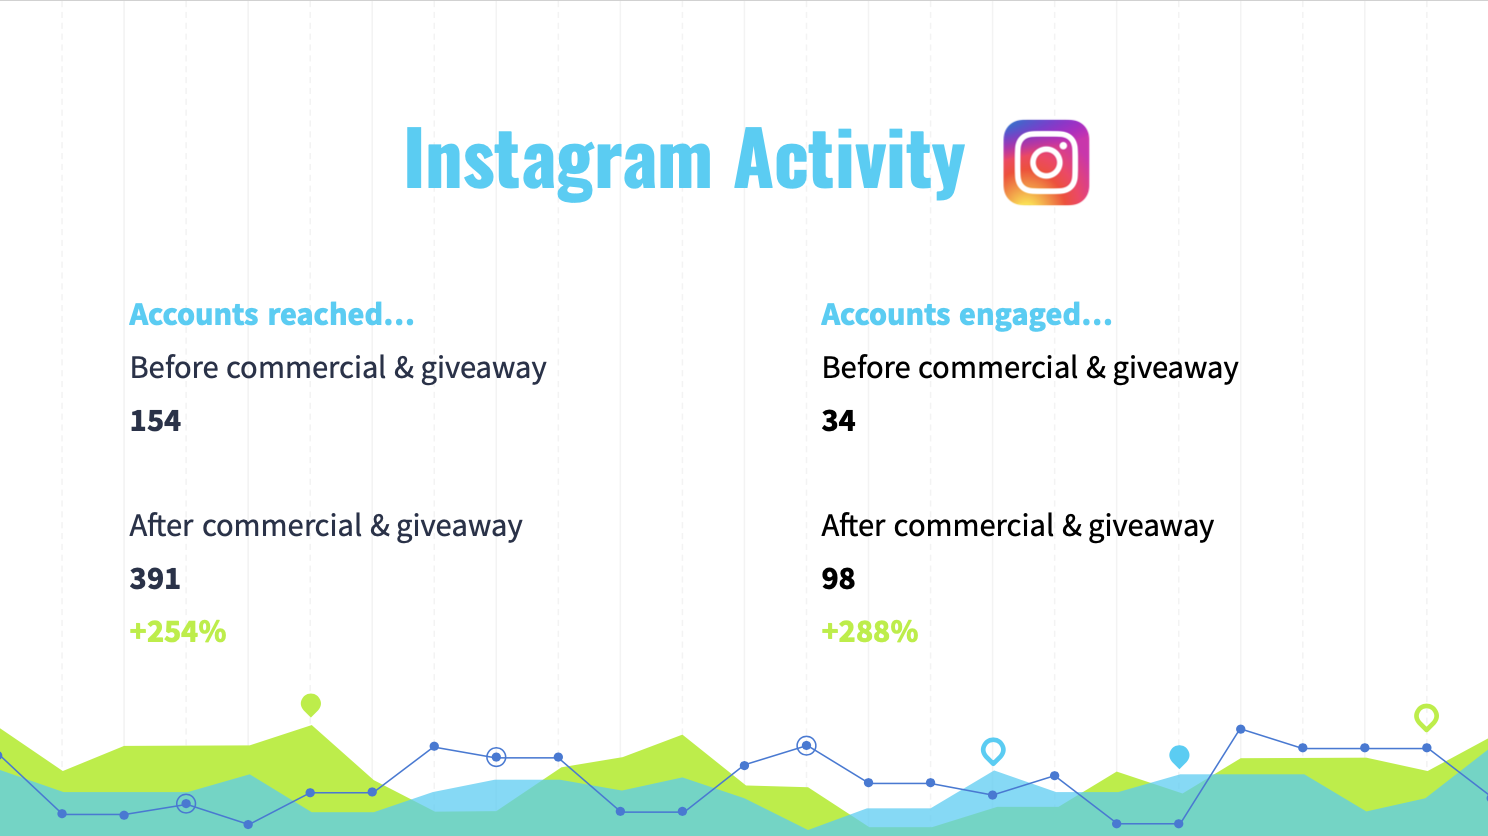 Instagram Activity
Accounts reached...
Before commercial & giveaway
154
After commercial & giveaway
391
+254%
Accounts engaged...
Before commercial & giveaway
34
After commercial & giveaway
98
+288%